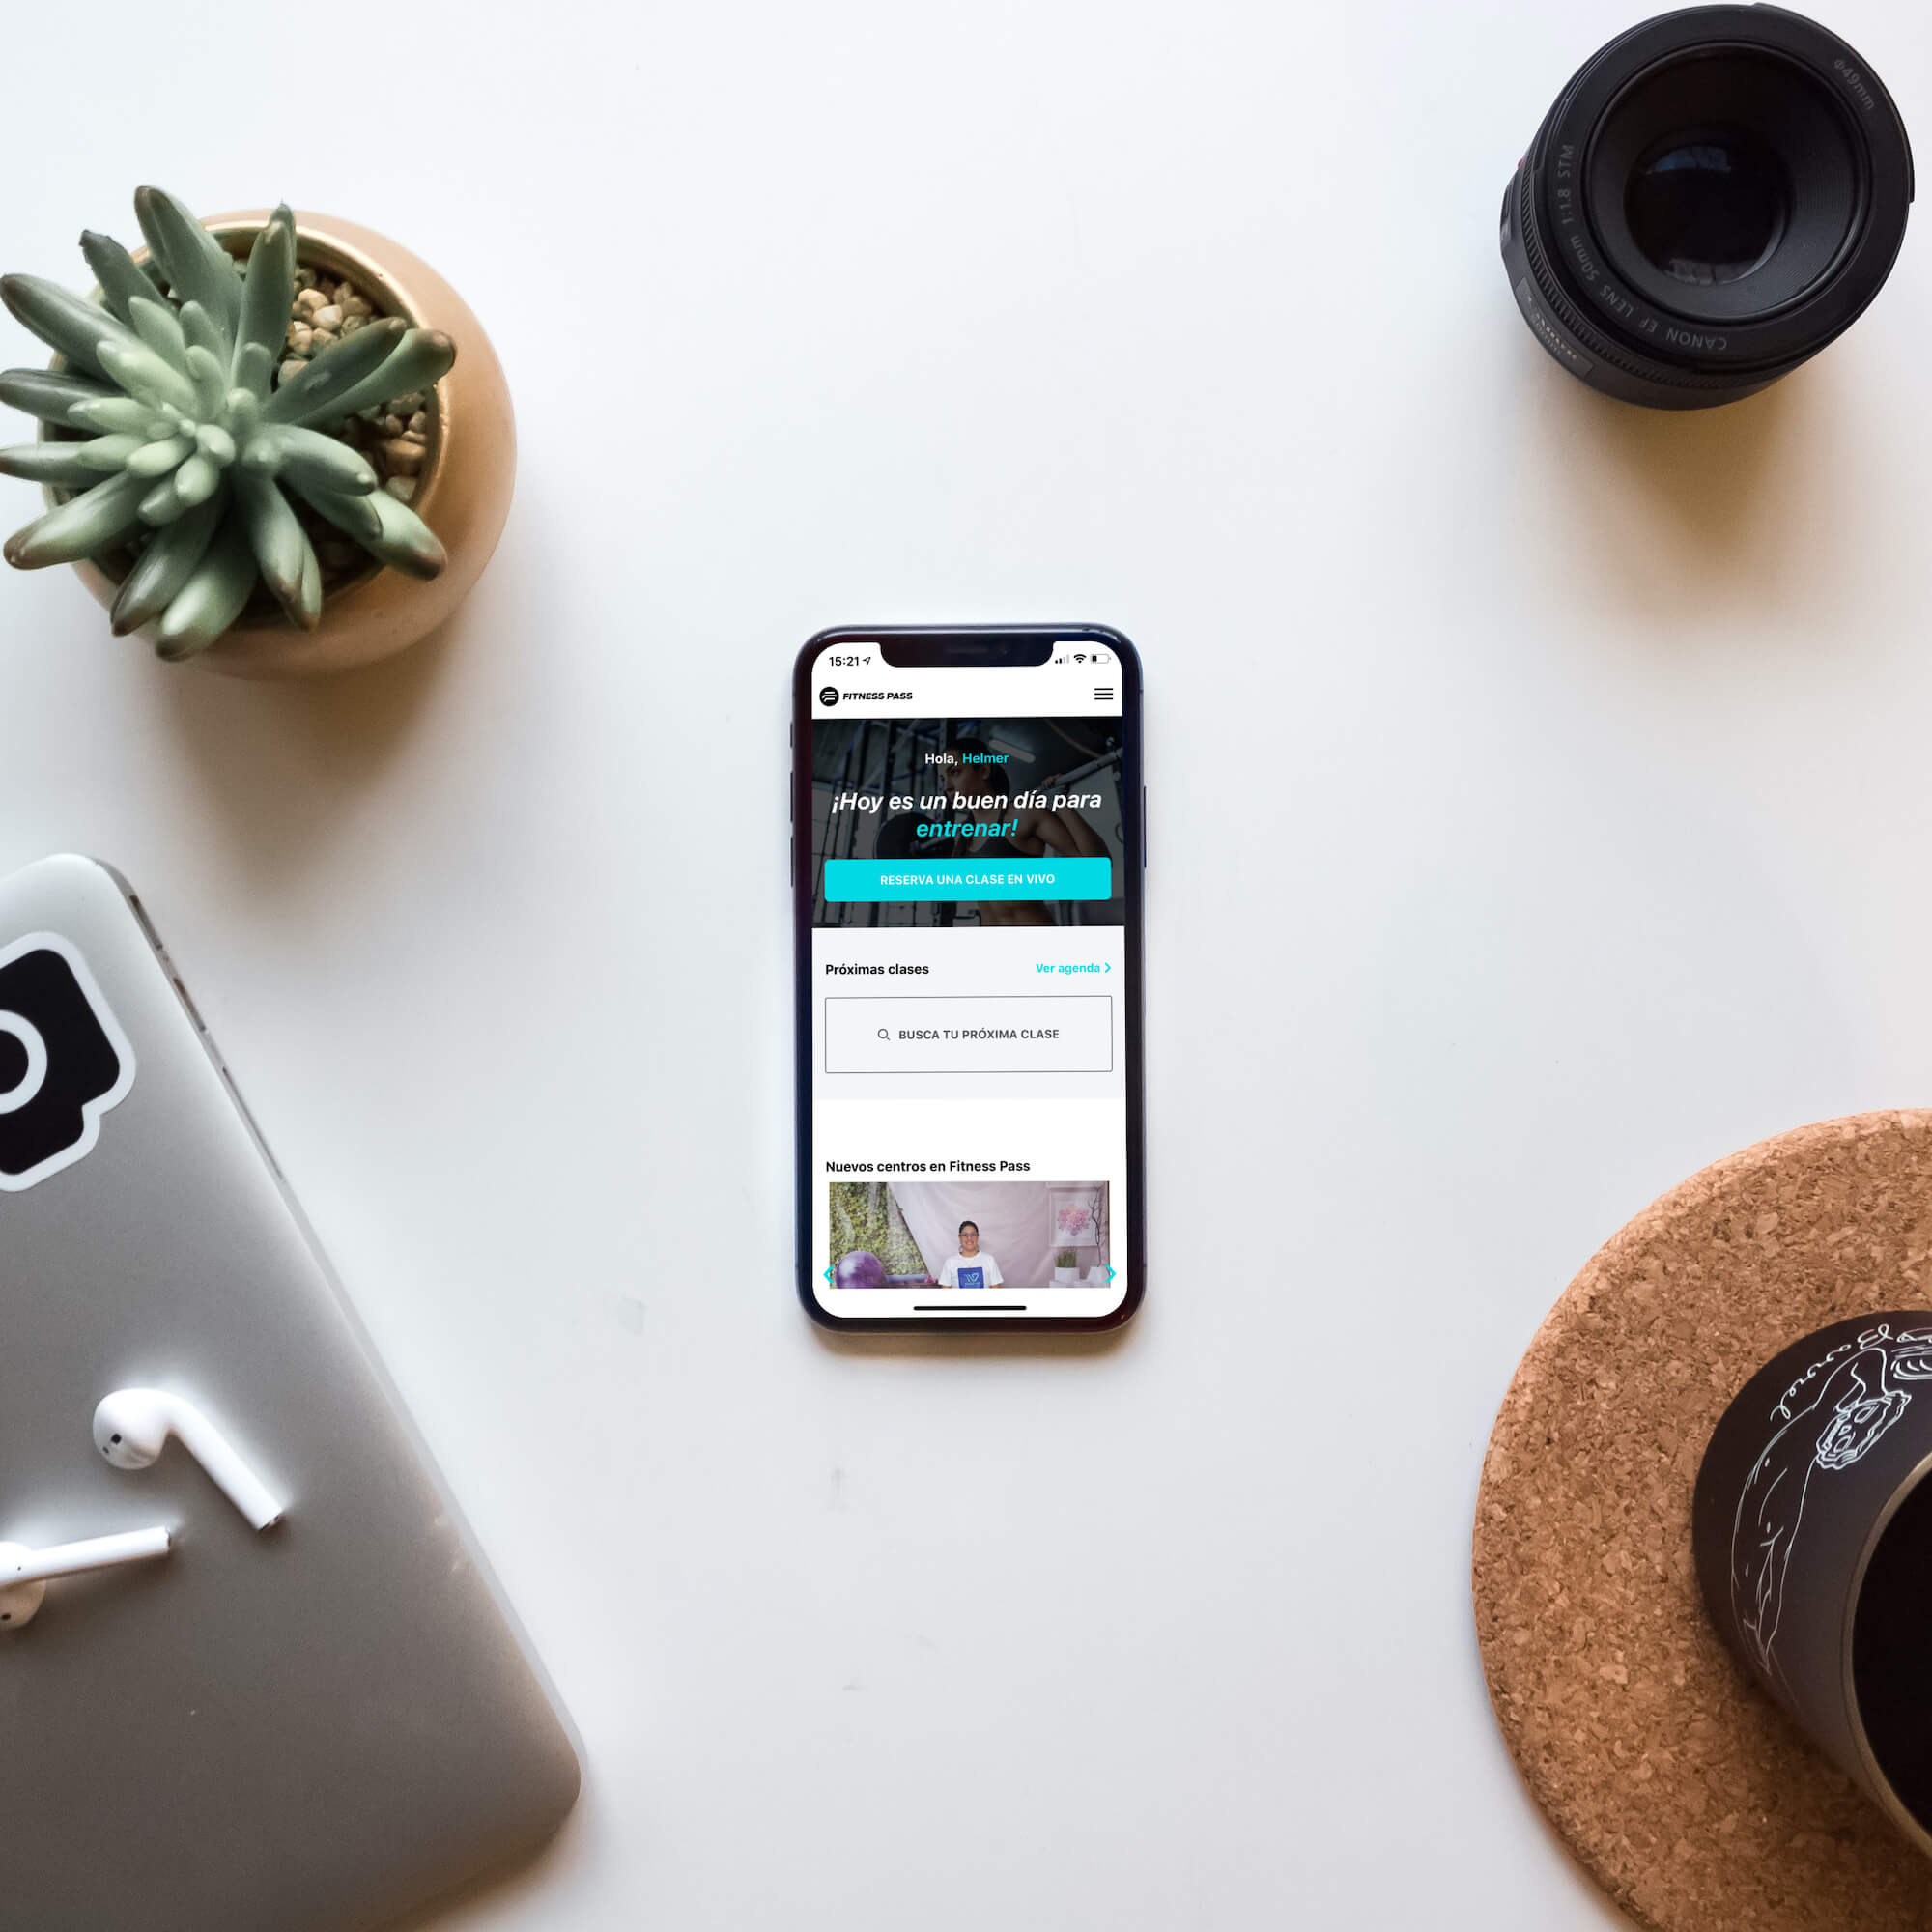 15:21
FITNESS PASS
Hola, Helmer
¡Hoy es un buen día para
entrenar!
RESERVA UNA CLASE EN VIVO
Próximas clases
Ver agenda
BUSCA TU PRÓXIMA CLASE
Nuevos centros en Fitness Pass
Φ49mm
CANON EF LENS 50mm 1:1.8 STM